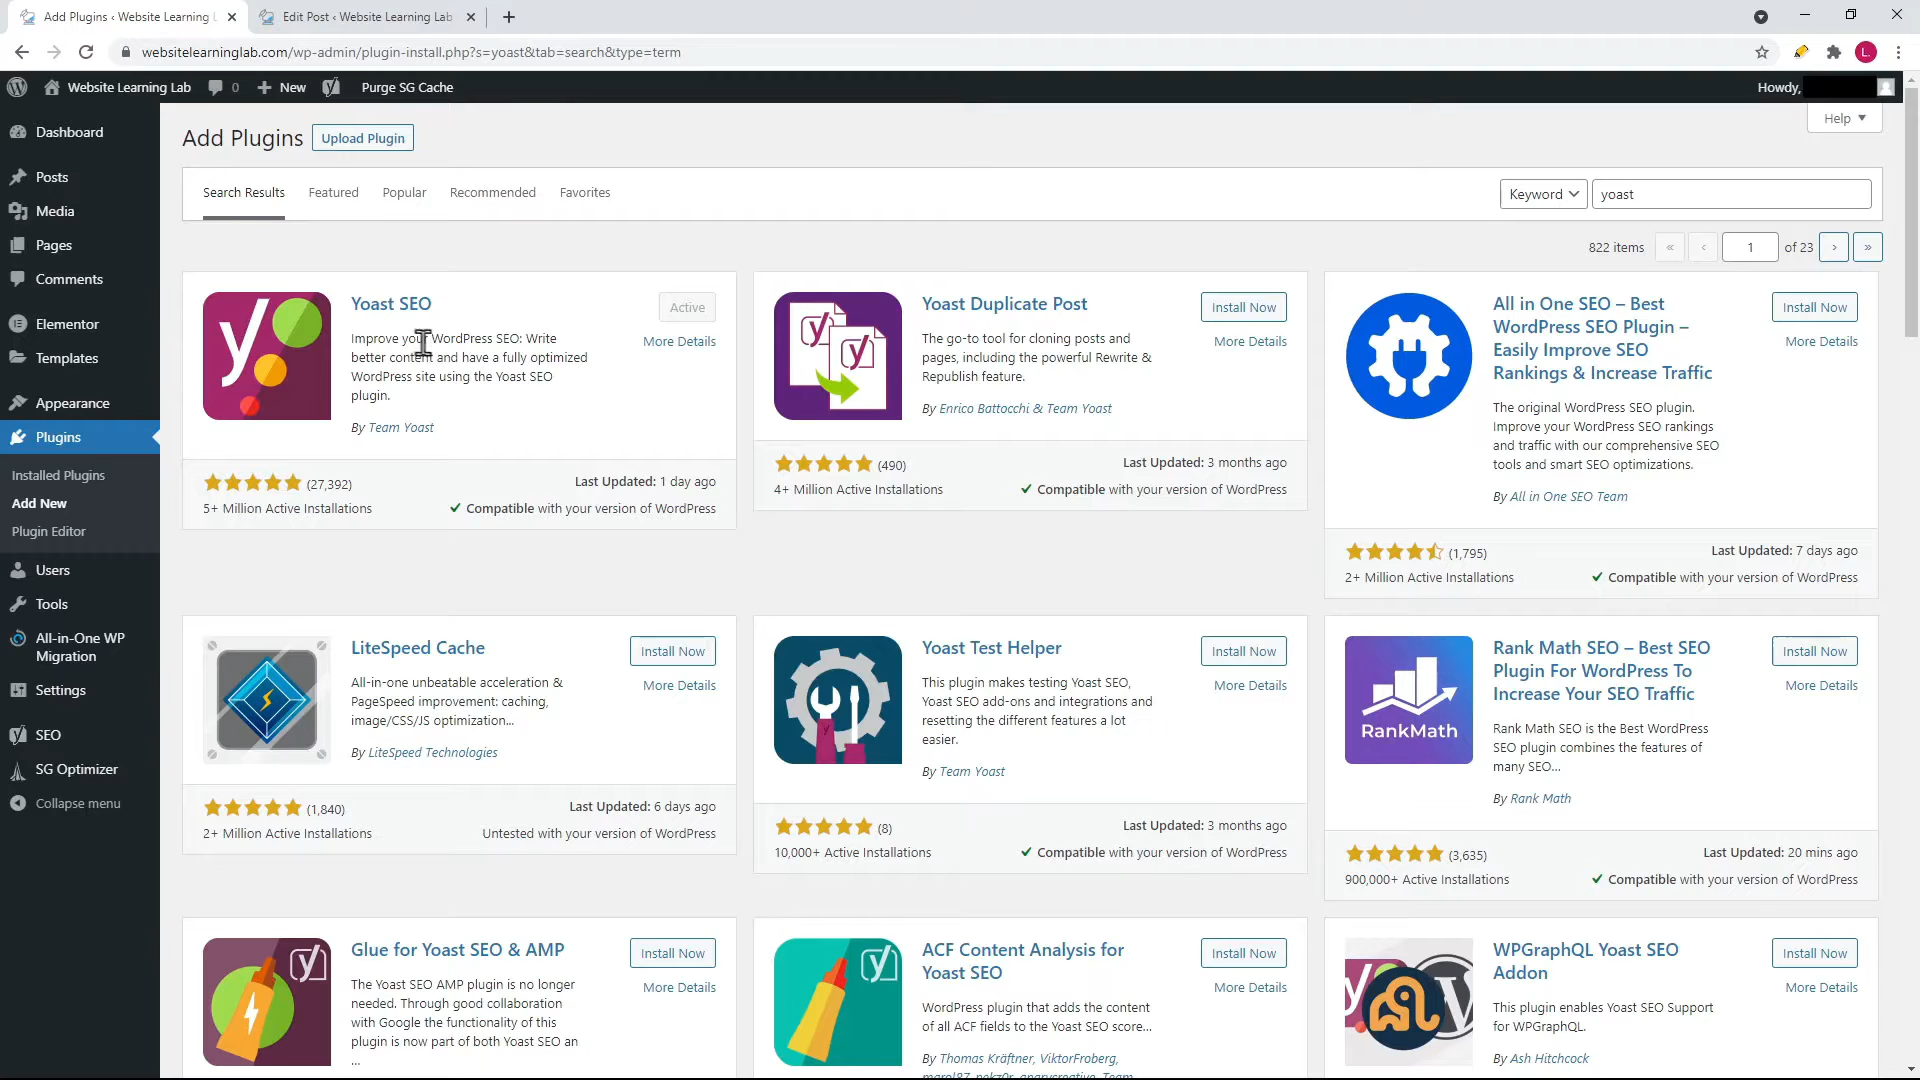 Add Plugins ‹ Website Learning L
Edit Post ‹ Website Learning Lab
websitelearninglab.com/wp-admin/plugin-install.php?s=yoast&tab=search&type=term
L
Website Learning Lab
0
New
Purge SG Cache
Howdy,
Dashboard
Posts
Media
Pages
Comments
Elementor
Templates
Appearance
Plugins
Installed Plugins
Add New
Plugin Editor
Users
Tools
All-in-One WP
Migration
Settings
SEO
SG Optimizer
Collapse menu
Add Plugins
Upload Plugin
Help
Search Results
Featured
Popular
Recommended
Favorites
Keyword
yoast
822 items
«
‹
1
of 23
›
»
Yoast SEO
Active
More Details
Improve your WordPress SEO: Write
better content and have a fully optimized
WordPress site using the Yoast SEO
plugin.
By Team Yoast
(27,392)
Last Updated: 1 day ago
5+ Million Active Installations
Compatible with your version of WordPress
Yoast Duplicate Post
Install Now
More Details
The go-to tool for cloning posts and
pages, including the powerful Rewrite &
Republish feature.
By Enrico Battocchi & Team Yoast
(490)
Last Updated: 3 months ago
4+ Million Active Installations
Compatible with your version of WordPress
All in One SEO – Best
WordPress SEO Plugin –
Easily Improve SEO
Rankings & Increase Traffic
Install Now
More Details
The original WordPress SEO plugin.
Improve your WordPress SEO rankings
and traffic with our comprehensive SEO
tools and smart SEO optimizations.
By All in One SEO Team
(1,795)
Last Updated: 7 days ago
2+ Million Active Installations
Compatible with your version of WordPress
LiteSpeed Cache
Install Now
More Details
All-in-one unbeatable acceleration &
PageSpeed improvement: caching,
image/CSS/JS optimization...
By LiteSpeed Technologies
(1,840)
Last Updated: 6 days ago
2+ Million Active Installations
Untested with your version of WordPress
Yoast Test Helper
Install Now
More Details
This plugin makes testing Yoast SEO,
Yoast SEO add-ons and integrations and
resetting the different features a lot
easier.
By Team Yoast
(8)
Last Updated: 3 months ago
10,000+ Active Installations
Compatible with your version of WordPress
RankMath
Rank Math SEO – Best SEO
Plugin For WordPress To
Increase Your SEO Traffic
Install Now
More Details
Rank Math SEO is the Best WordPress
SEO plugin combines the features of
many SEO...
By Rank Math
(3,635)
Last Updated: 20 mins ago
900,000+ Active Installations
Compatible with your version of WordPress
Glue for Yoast SEO & AMP
Install Now
More Details
The Yoast SEO AMP plugin is no longer
needed. Through good collaboration
with Google the functionality of this
plugin is now part of both Yoast SEO an
...
ACF Content Analysis for
Yoast SEO
Install Now
More Details
WordPress plugin that adds the content
of all ACF fields to the Yoast SEO score...
By Thomas Kräftner, ViktorFroberg,
WPGraphQL Yoast SEO
Addon
Install Now
More Details
This plugin enables Yoast SEO Support
for WPGraphQL.
By Ash Hitchcock